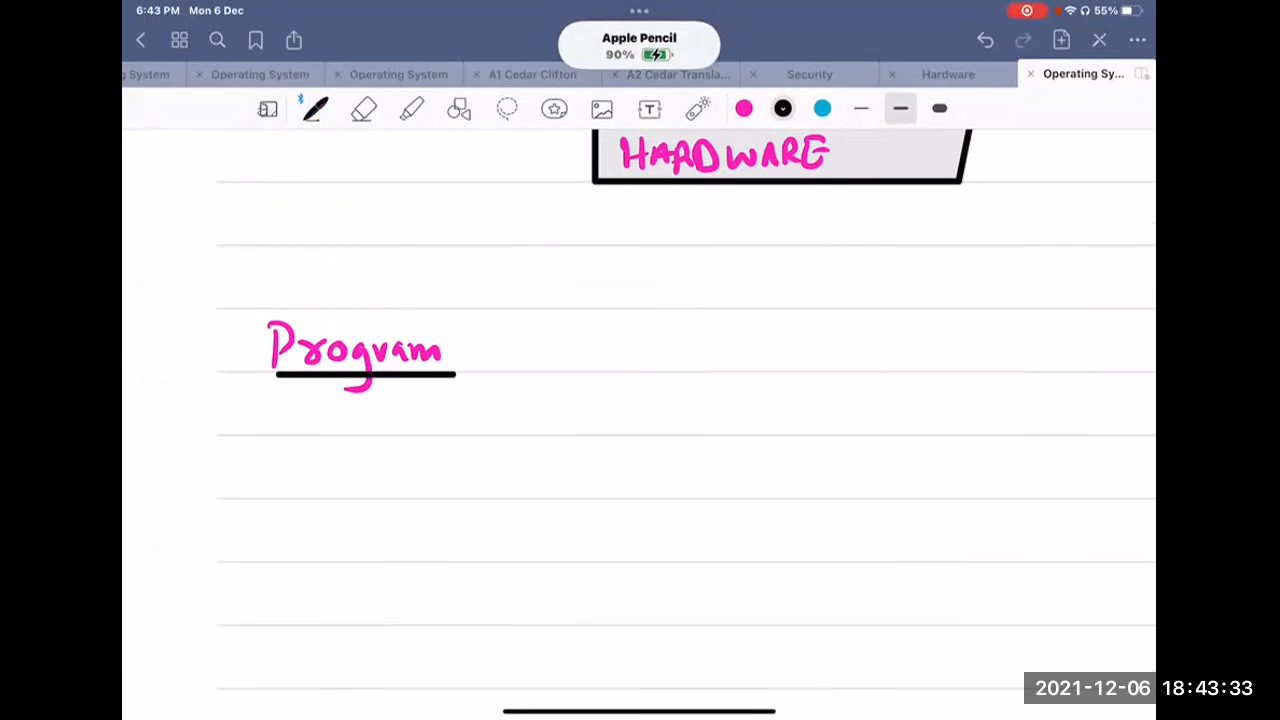 6:43 PM Mon 6 Dec
55%
Apple Pencil
90%
g System
Operating System
Operating System
A1 Cedar Clifton
A2 Cedar Transla...
Security
Hardware
Operating Sy...
HARDWARE
Program
2021-12-06 18:43:33